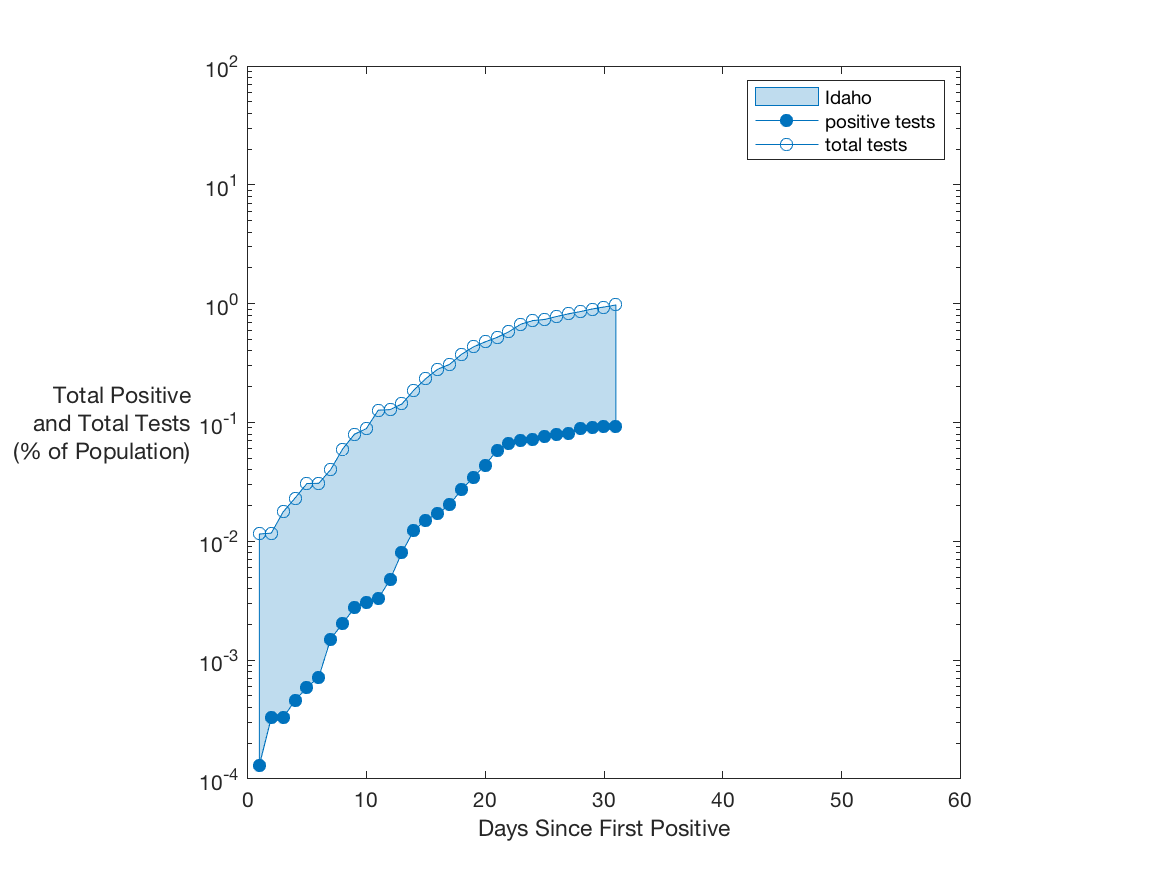 10^2
10^1
10^0
10^-1
10^-2
10^-3
10^-4
Total Positive
and Total Tests
(% of Population)
Idaho
positive tests
total tests
0 10 20 30 40 50 60
Days Since First Positive